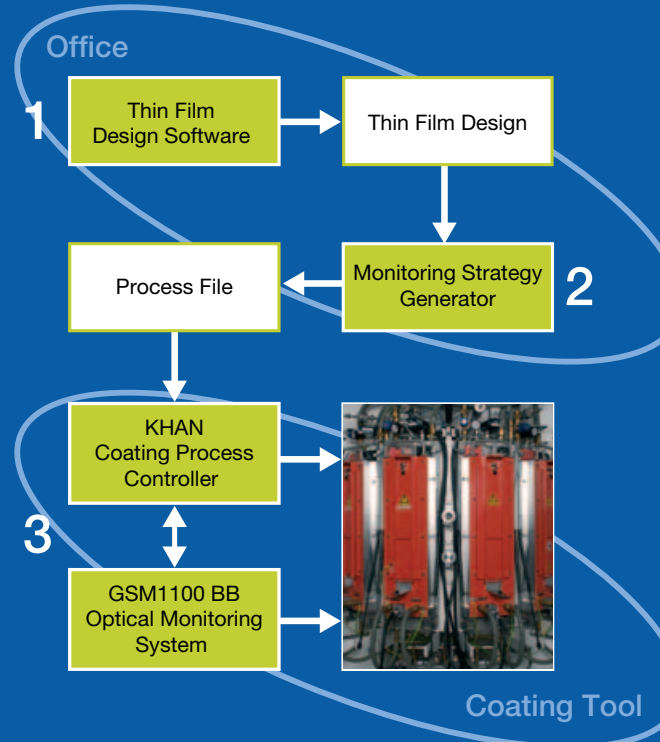 Office
1
Thin Film
Design Software
Thin Film Design
Process File
Monitoring Strategy
Generator
2
KHAN
Coating Process
Controller
3
GSM1100 BB
Optical Monitoring
System
Coating Tool